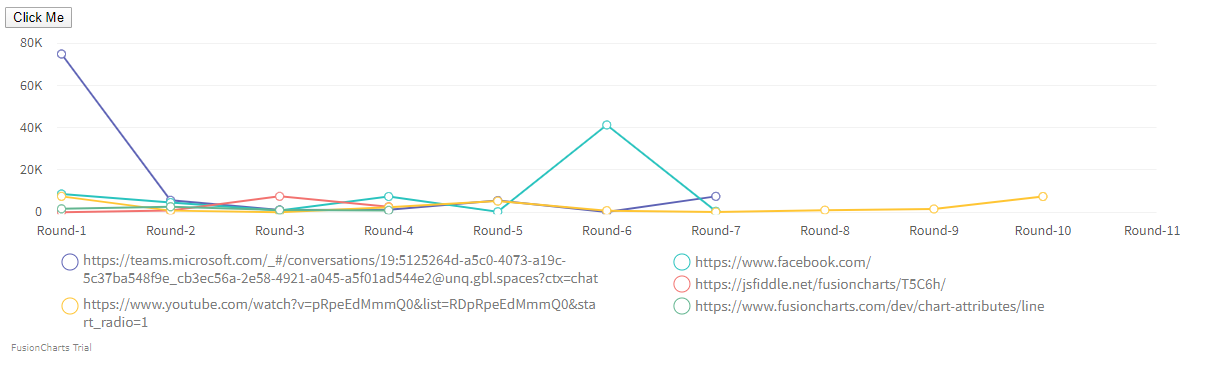 Click Me
80K
60K
40K
20K
0
Round-1 Round-2 Round-3 Round-4 Round-5 Round-6 Round-7 Round-8 Round-9 Round-10 Round-11
https://teams.microsoft.com/_#/conversations/19:5125264d-a5c0-4073-a19c-
5c37ba548f9e_cb3ec56a-2e58-4921-a045-a5f01ad544e2@unq.gbl.spaces?ctx=chat
https://www.facebook.com/
https://jsfiddle.net/fusioncharts/T5C6h/
https://www.youtube.com/watch?v=pRpeEdMmmQ0&list=RDpRpeEdMmmQ0&sta
rt_radio=1
https://www.fusioncharts.com/dev/chart-attributes/line
FusionCharts Trial